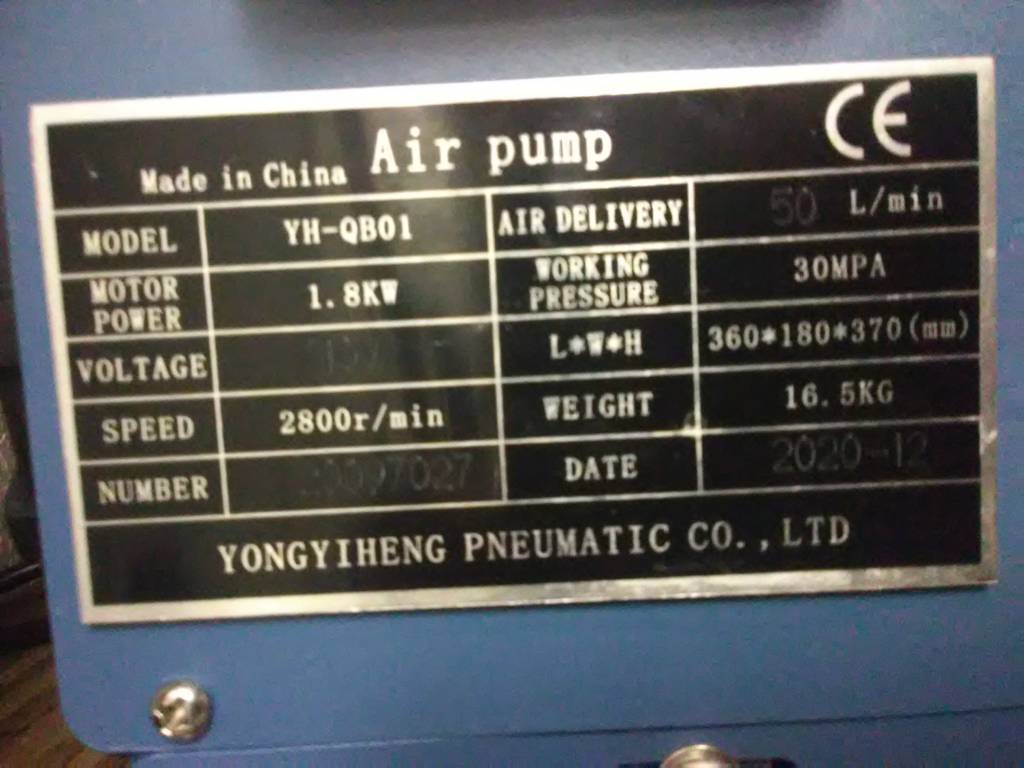 CE
Made in China Air pump
MODEL YH-QB01 AIR DELIVERY 50 L/min
MOTOR POWER 1.8KW WORKING PRESSURE 30MPA
VOLTAGE L*W*H 360*180*370(mm)
SPEED 2800r/min WEIGHT 16.5KG
NUMBER DATE 2020-12
YONGYIHENG PNEUMATIC CO.,LTD